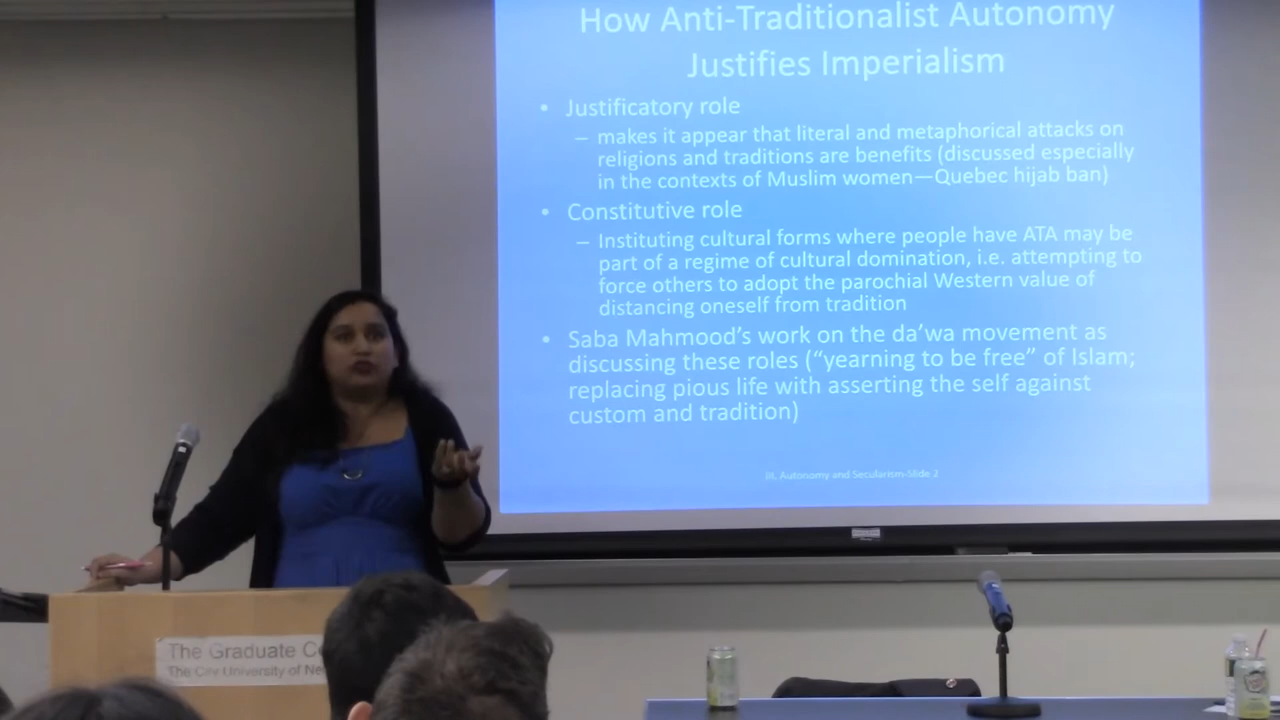 How Anti-Traditionalist Autonomy
Justifies Imperialism
• Justificatory role
– makes it appear that literal and metaphorical attacks on
religions and traditions are benefits (discussed especially
in the contexts of Muslim women—Quebec hijab ban)
• Constitutive role
– Instituting cultural forms where people have ATA may be
part of a regime of cultural domination, i.e. attempting to
force others to adopt the parochial Western value of
distancing oneself from tradition
• Saba Mahmood's work on the da'wa movement as
discussing these roles ("yearning to be free" of Islam;
replacing pious life with asserting the self against
custom and tradition)
III. Autonomy and Secularism-Slide 2
The Graduate C
The City University of Ne